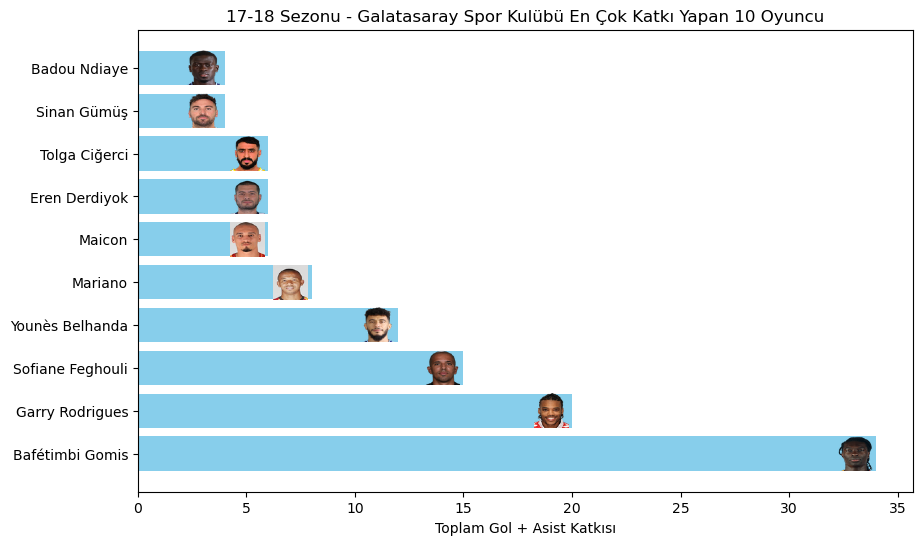 17-18 Sezonu - Galatasaray Spor Kulübü En Çok Katkı Yapan 10 Oyuncu
Badou Ndiaye
Sinan Gümüş
Tolga Ciğerci
Eren Derdiyok
Maicon
Mariano
Younès Belhanda
Sofiane Feghouli
Garry Rodrigues
Bafétimbi Gomis
0 5 10 15 20 25 30 35
Toplam Gol + Asist Katkısı